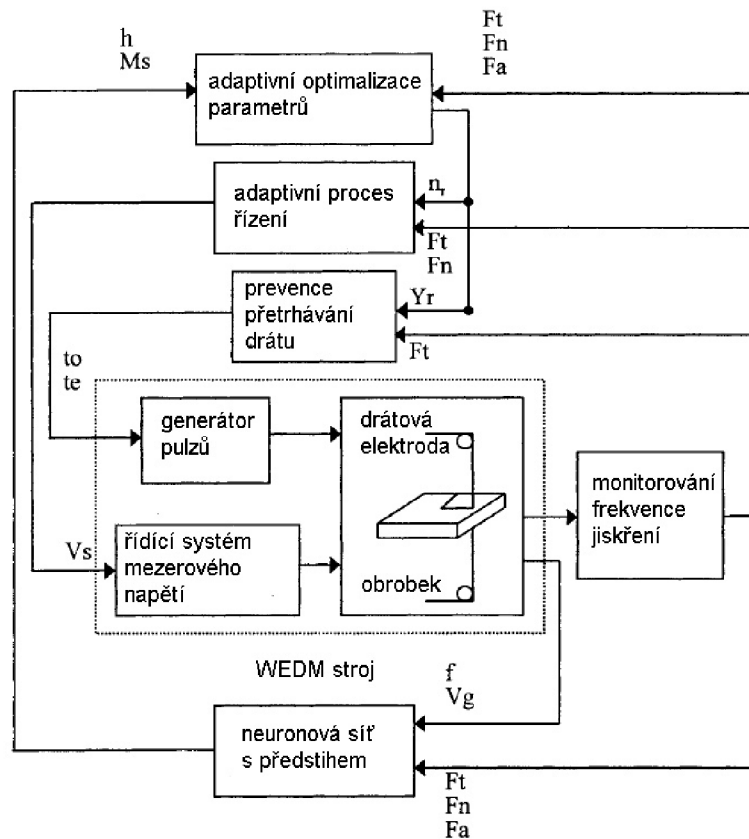 h
Ms
Ft
Fn
Fa
adaptivní optimalizace
parametrů
adaptivní proces
řízení
nr
Ft
Fn
prevence
přetrhávání
drátu
Yr
Ft
to
te
generátor
pulzů
drátová
elektroda
monitorování
frekvence
jiskření
Vs
řídící systém
mezerového
napětí
obrobek
WEDM stroj
f
Vg
neuronová síť
s předstihem
Ft
Fn
Fa